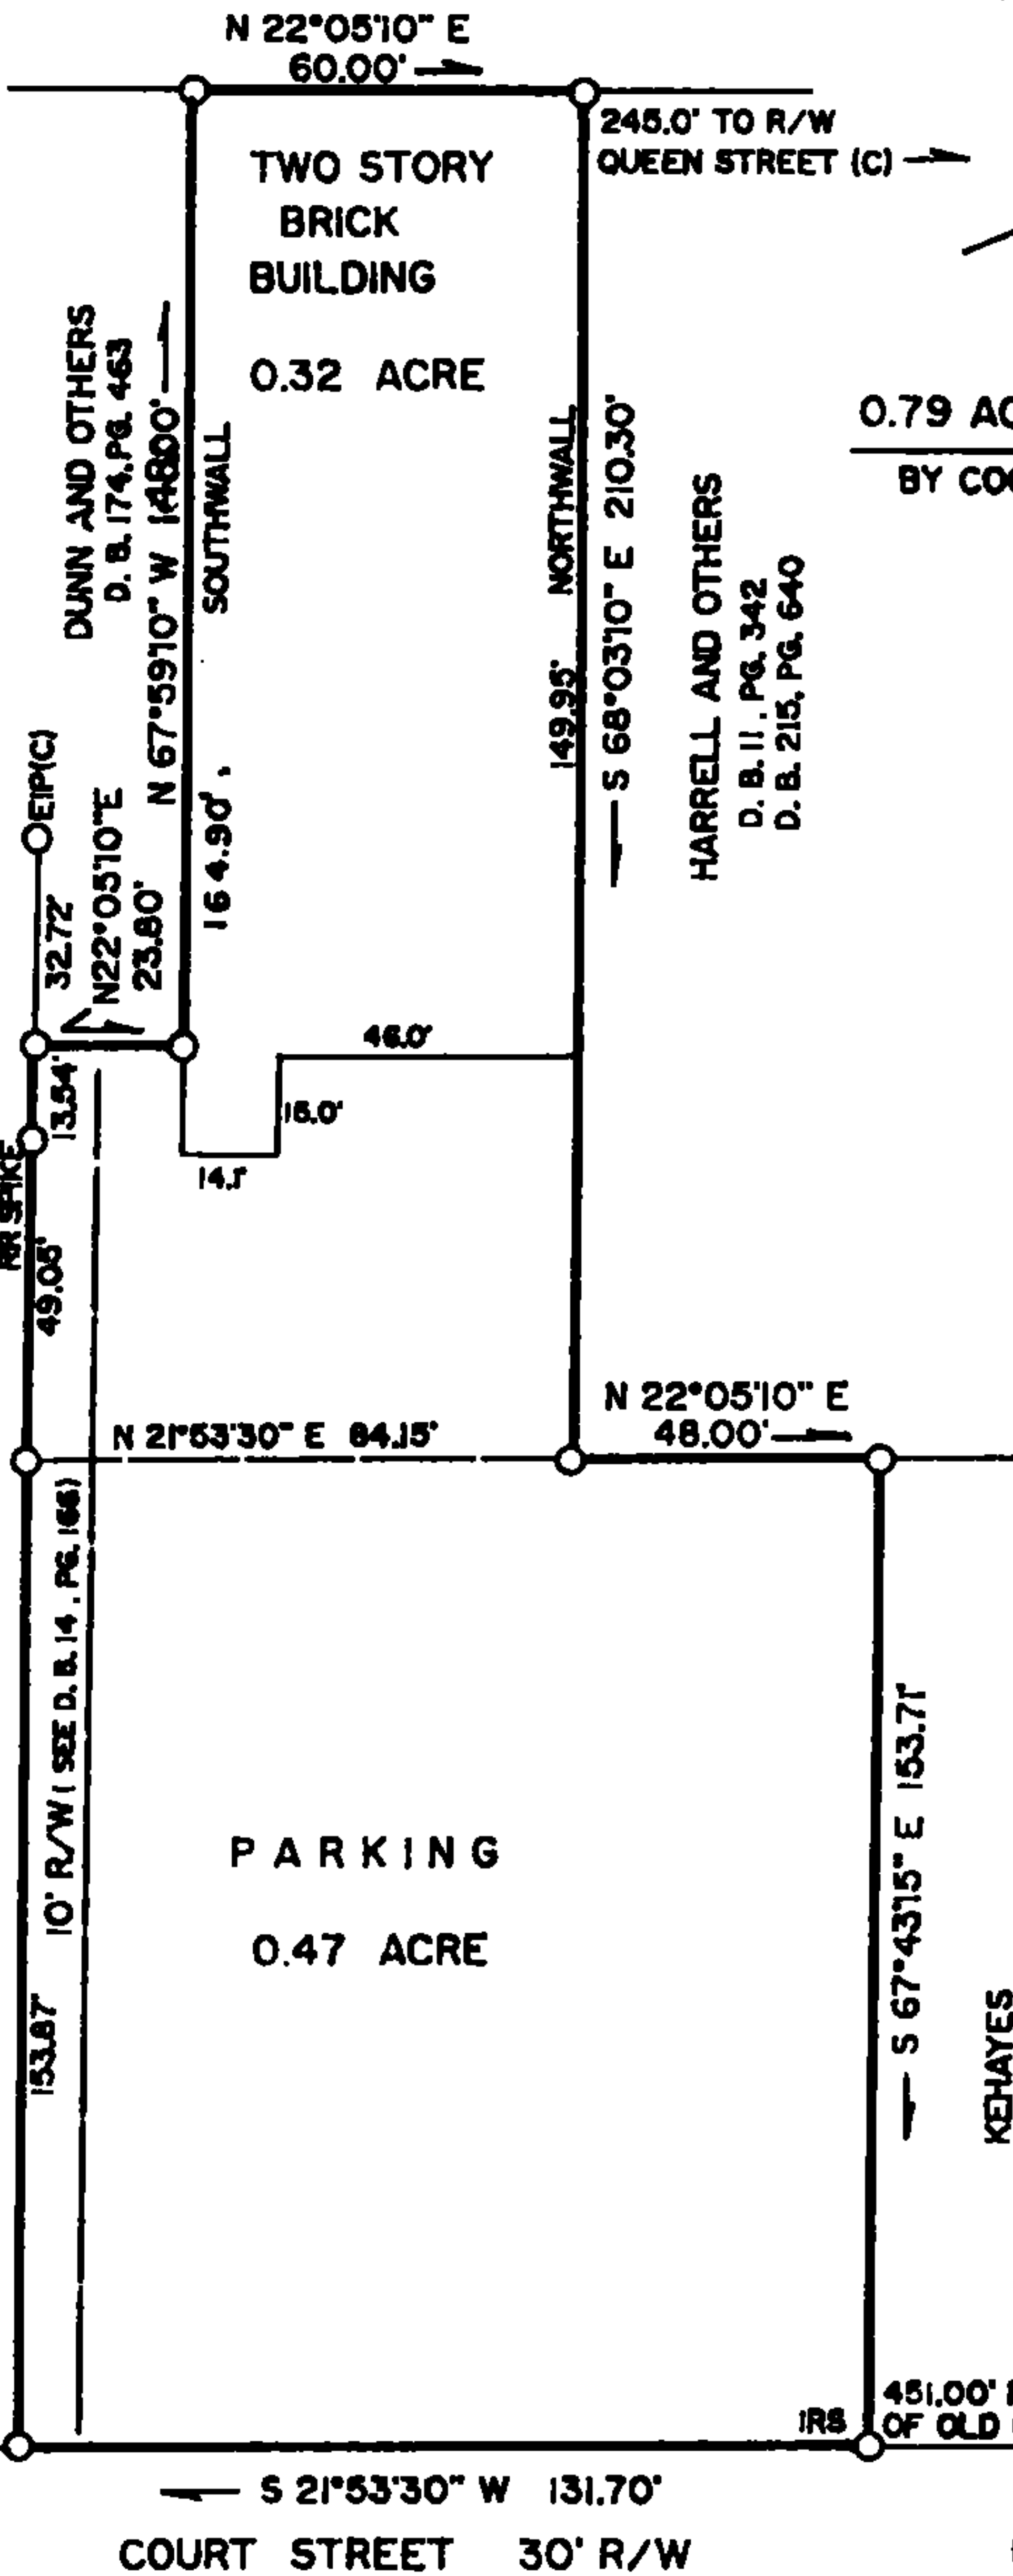 N 22°05'10" E
60.00'
245.0' TO R/W
QUEEN STREET (C)
TWO STORY
BRICK
BUILDING
0.32 ACRE
DUNN AND OTHERS
D. B. 174, PG. 463
N 67°59'10" W 148.00'
SOUTHWALL
164.90'
NORTHWALL
149.95'
S 68°03'10" E 210.30'
HARRELL AND OTHERS
D. B. 11, PG. 342
D. B. 215, PG. 640
0.79 AC
BY COO
EIP(C)
32.72'
N22°05'10"E
23.80'
46.0'
15.0'
14.1'
13.54'
RR SPIKE
49.05'
N 21°53'30" E 84.15'
N 22°05'10" E
48.00'
10' R/W (SEE D. B. 14, PG. 166)
153.87'
PARKING
0.47 ACRE
S 67°43'15" E 153.71'
KEHAYES
IRS
451.00'
OF OLD
S 21°53'30" W 131.70'
COURT STREET 30' R/W